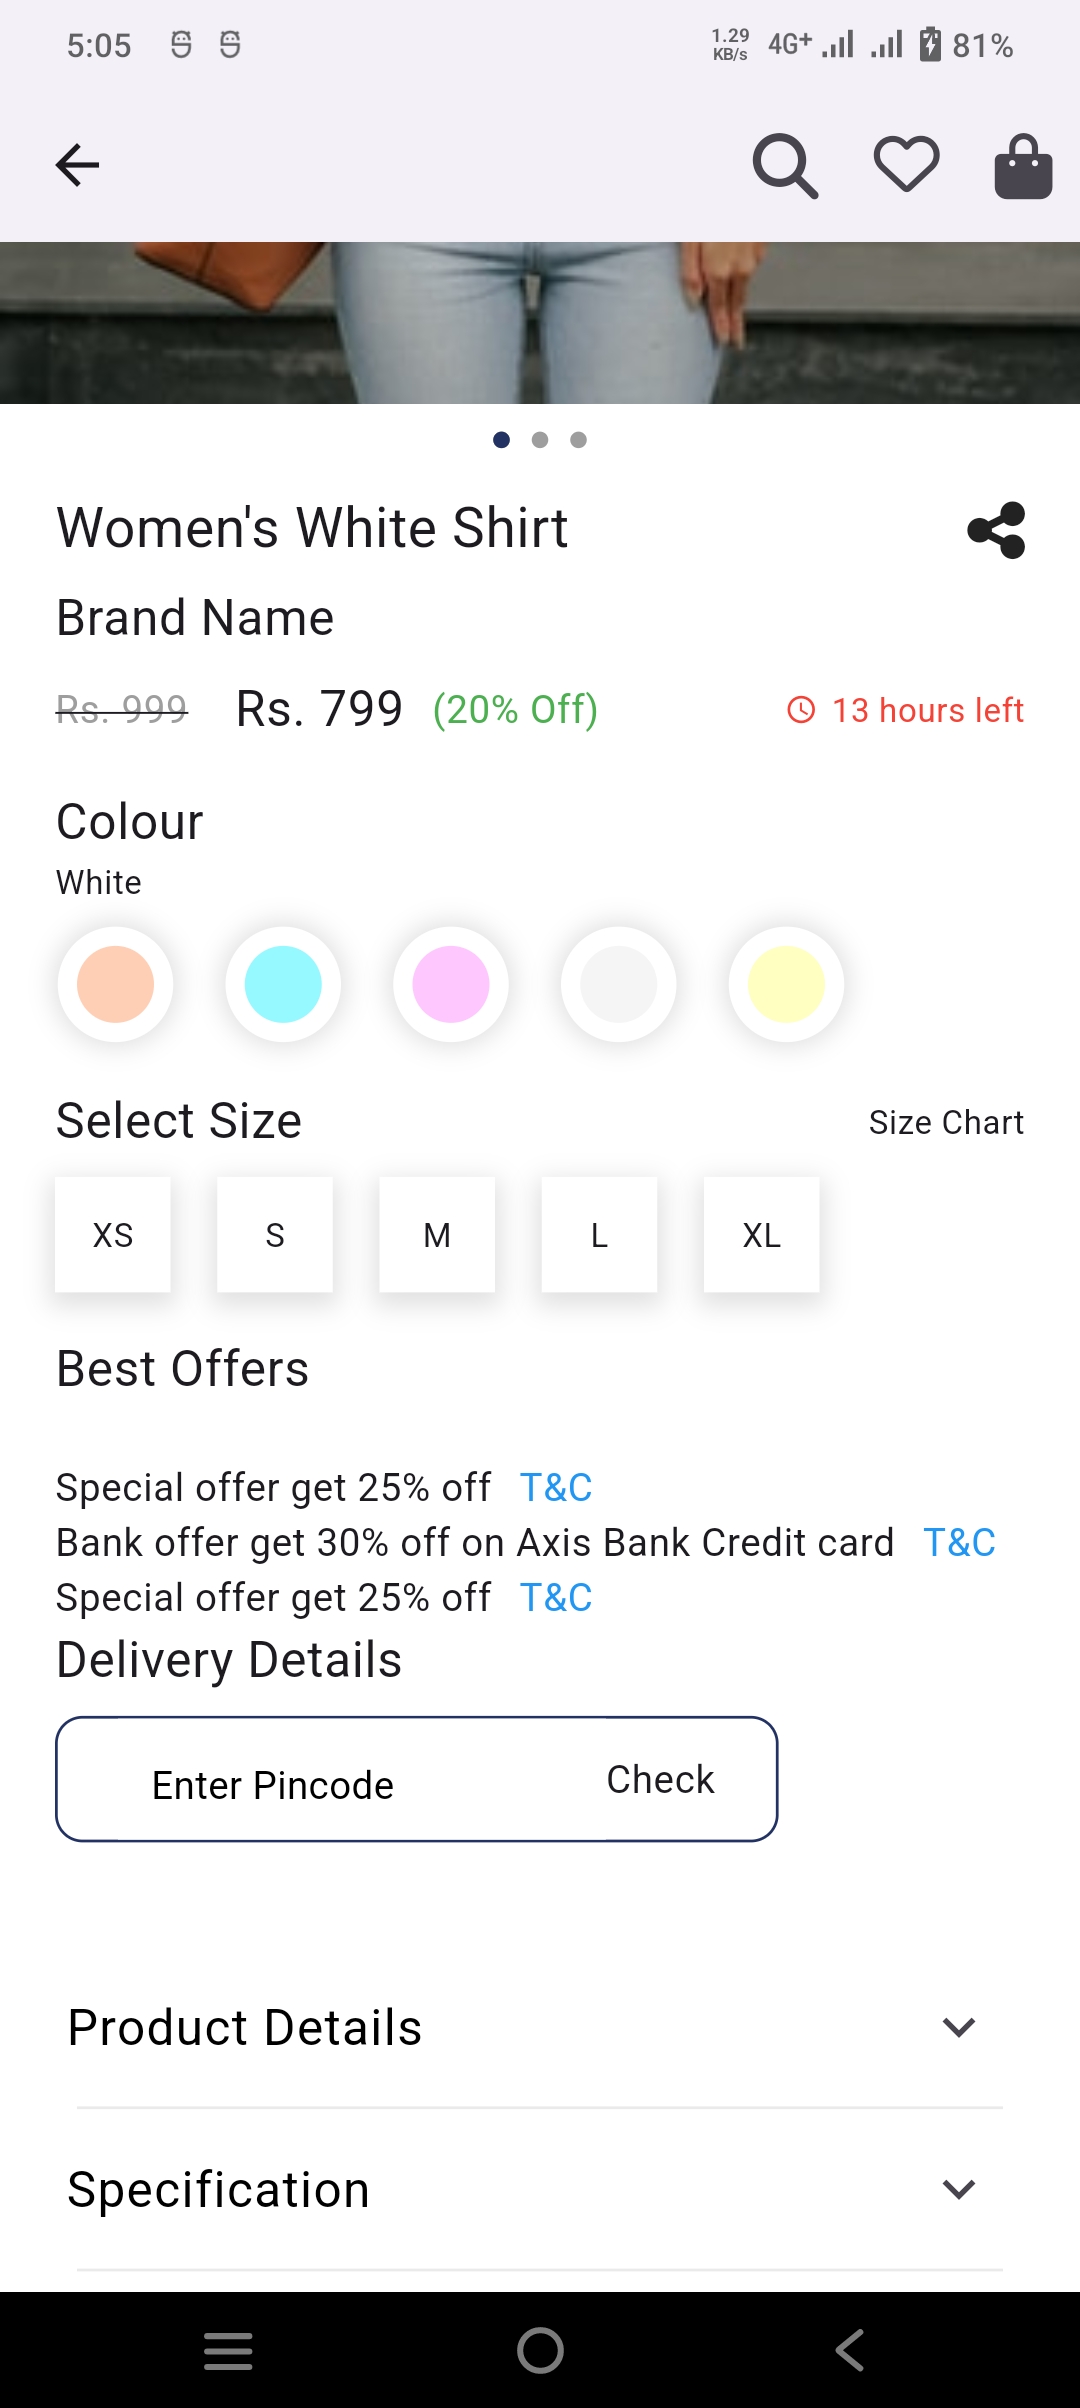 5:05 1.29 KB/s 4G+ 81%
Women's White Shirt
Brand Name
Rs. 999 Rs. 799 (20% Off) 13 hours left
Colour
White
Select Size Size Chart
XS S M L XL
Best Offers
Special offer get 25% off T&C
Bank offer get 30% off on Axis Bank Credit card T&C
Special offer get 25% off T&C
Delivery Details
Enter Pincode Check
Product Details
Specification